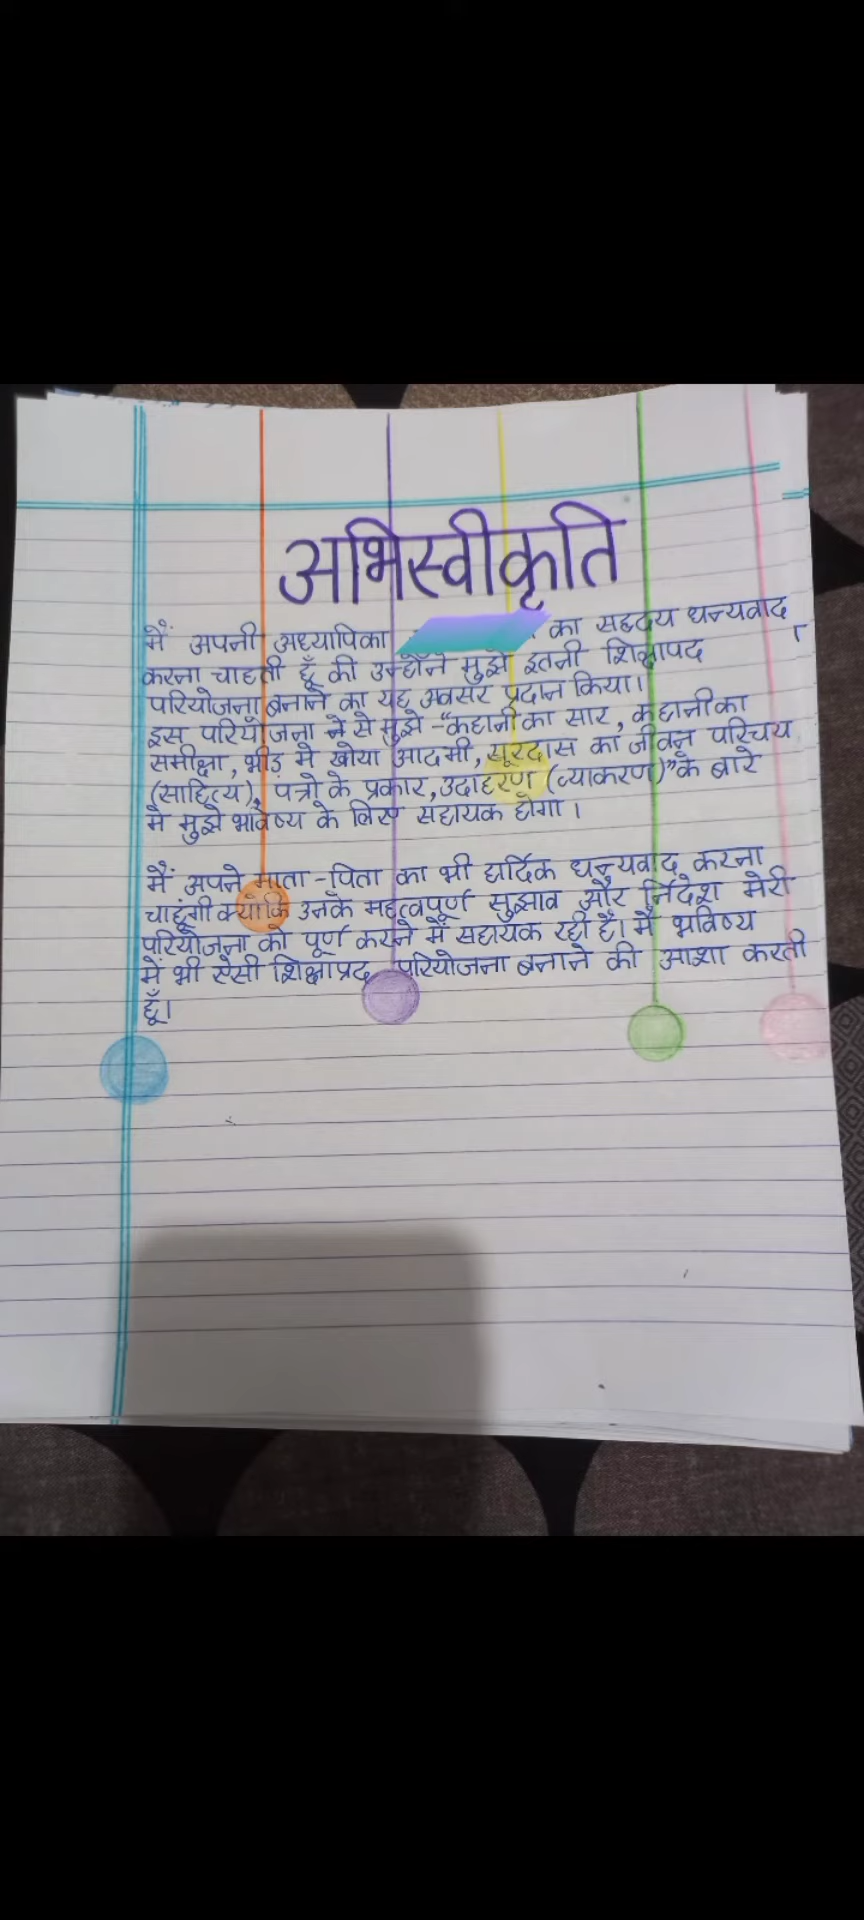 अभिस्वीकृति
मैं अपनी अध्यापिका का सहृदय धन्यवाद
करना चाहती हूँ की उन्होंने मुझे इतनी शिक्षापद
परियोजना बनाने का यह अवसर प्रदान किया।
इस परियोजना ने से मुझे -"कहानी का सार, कहानी का
समीक्षा, भीड़ मे खोया आदमी, सूरदास का जीवन परिचय
(साहित्य), पंत्रो के प्रकार, उदाहरण (व्याकरण)" के बारे
मे मुझे भविष्य के लिए सहायक होगा।
मैं अपने माता-पिता का भी हार्दिक धन्यवाद करना
चाहूंगी क्योकि उनके महत्वपूर्ण सुझाव और निदेश मेरी
परियोजना को पूर्ण करने में सहायक रही हैं। मैं भविष्य
में भी ऐसी शिक्षाप्रद परियोजना बनाने की आशा करती
हूँ।